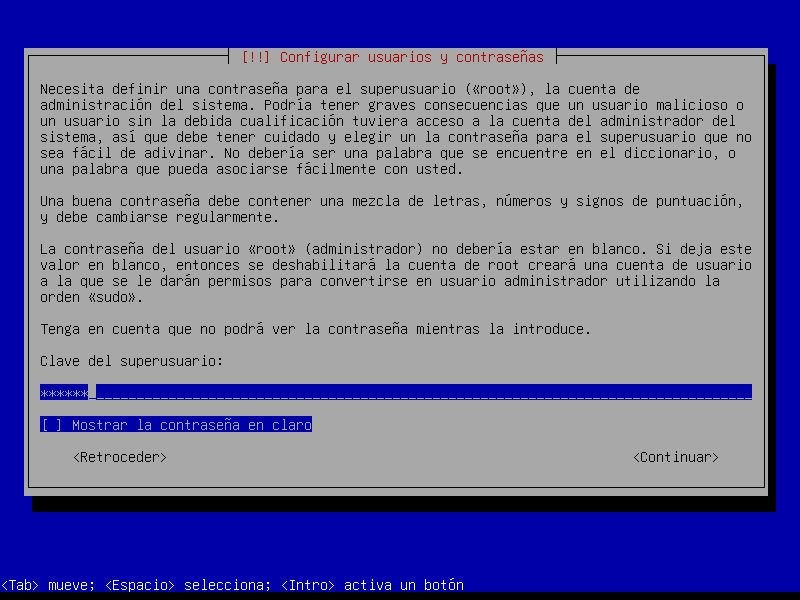 [!!] Configurar usuarios y contraseñas
Necesita definir una contraseña para el superusuario («root»), la cuenta de
administración del sistema. Podría tener graves consecuencias que un usuario malicioso o
un usuario sin la debida cualificación tuviera acceso a la cuenta del administrador del
sistema, así que debe tener cuidado y elegir un la contraseña para el superusuario que no
sea fácil de adivinar. No debería ser una palabra que se encuentre en el diccionario, o
una palabra que pueda asociarse fácilmente con usted.
Una buena contraseña debe contener una mezcla de letras, números y signos de puntuación,
y debe cambiarse regularmente.
La contraseña del usuario «root» (administrador) no debería estar en blanco. Si deja este
valor en blanco, entonces se deshabilitará la cuenta de root creará una cuenta de usuario
a la que se le darán permisos para convertirse en usuario administrador utilizando la
orden «sudo».
Tenga en cuenta que no podrá ver la contraseña mientras la introduce.
Clave del superusuario:
******
[ ] Mostrar la contraseña en claro
<Retroceder> <Continuar>
<Tab> mueve; <Espacio> selecciona; <Intro> activa un botón